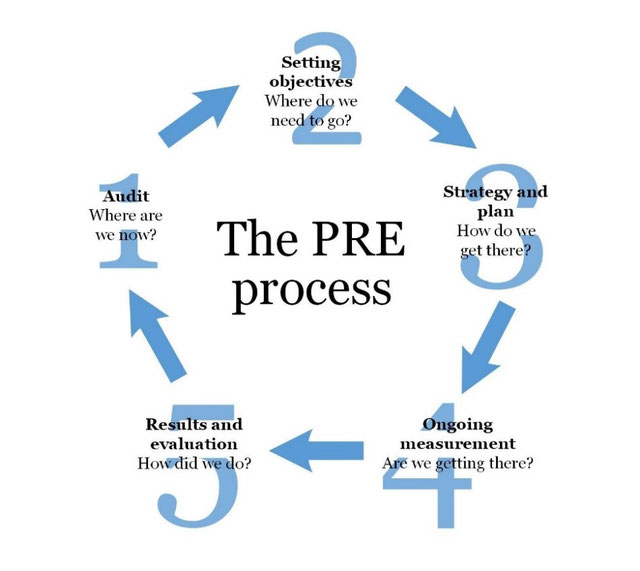 The PRE
process
1
Audit
Where are
we now?
2
Setting
objectives
Where do we
need to go?
3
Strategy and
plan
How do we
get there?
4
Ongoing
measurement
Are we getting there?
5
Results and
evaluation
How did we do?